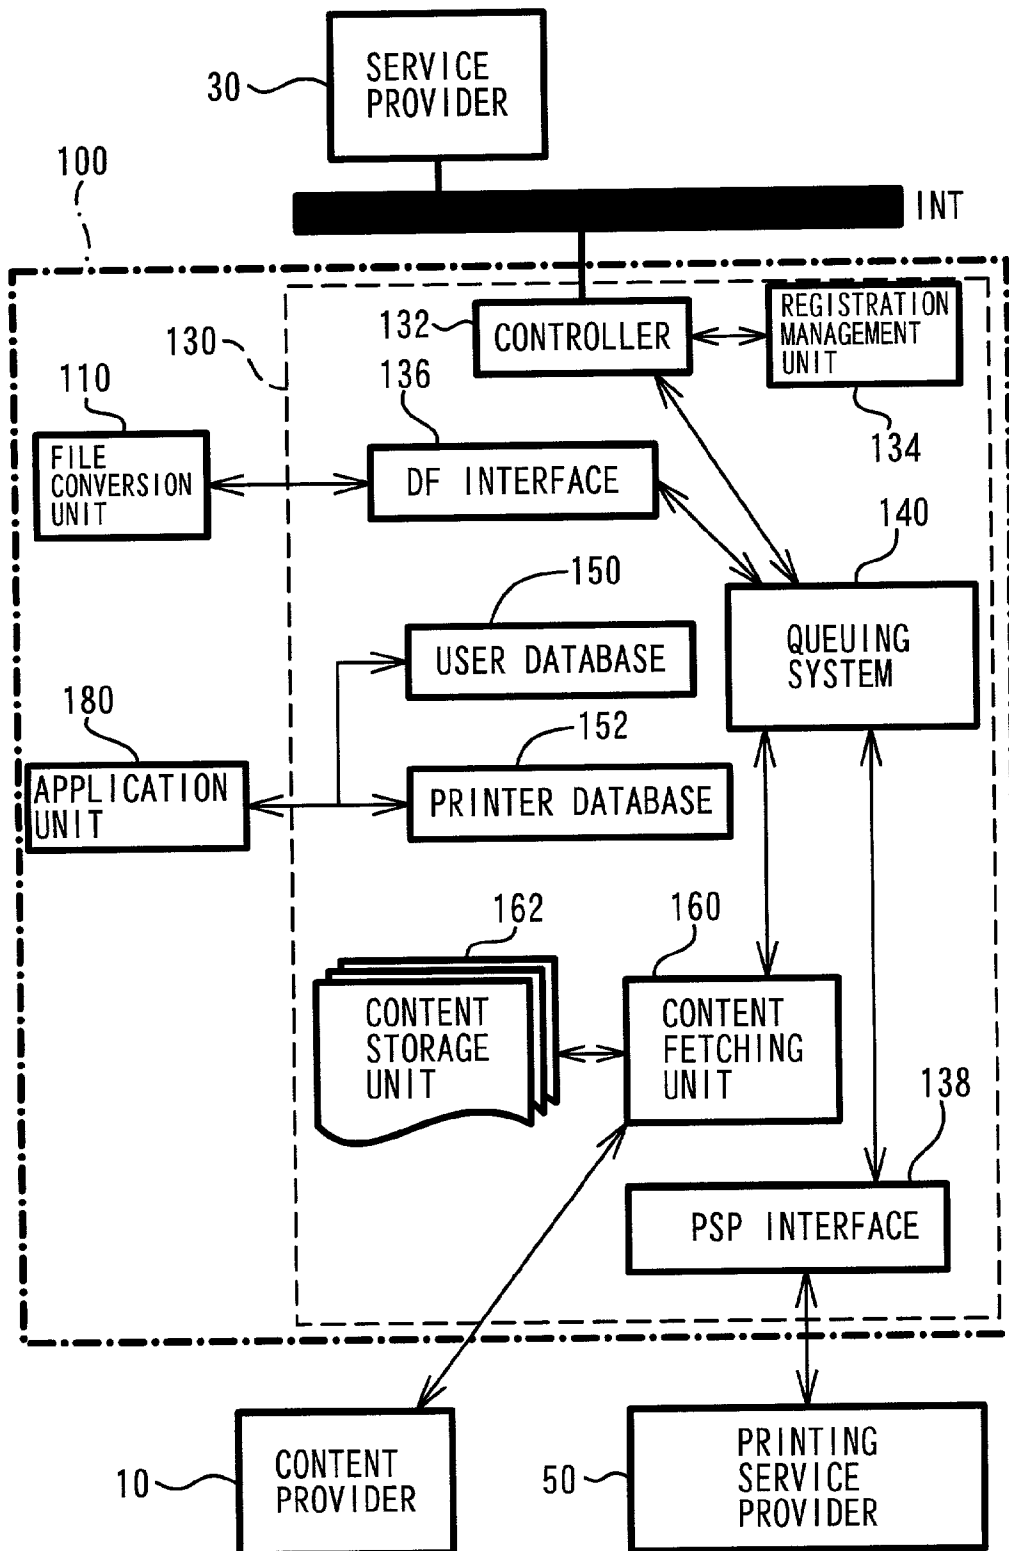 30
SERVICE
PROVIDER
100
INT
130
132
CONTROLLER
REGISTRATION
MANAGEMENT
UNIT
134
110
136
FILE
CONVERSION
UNIT
DF INTERFACE
140
150
USER DATABASE
QUEUING
SYSTEM
180
152
APPLICATION
UNIT
PRINTER DATABASE
162
160
CONTENT
STORAGE
UNIT
CONTENT
FETCHING
UNIT
138
PSP INTERFACE
10
CONTENT
PROVIDER
50
PRINTING
SERVICE
PROVIDER